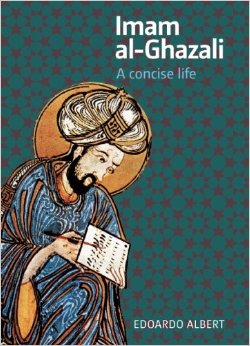 Imam
al-Ghazali
A concise life
EDOARDO ALBERT